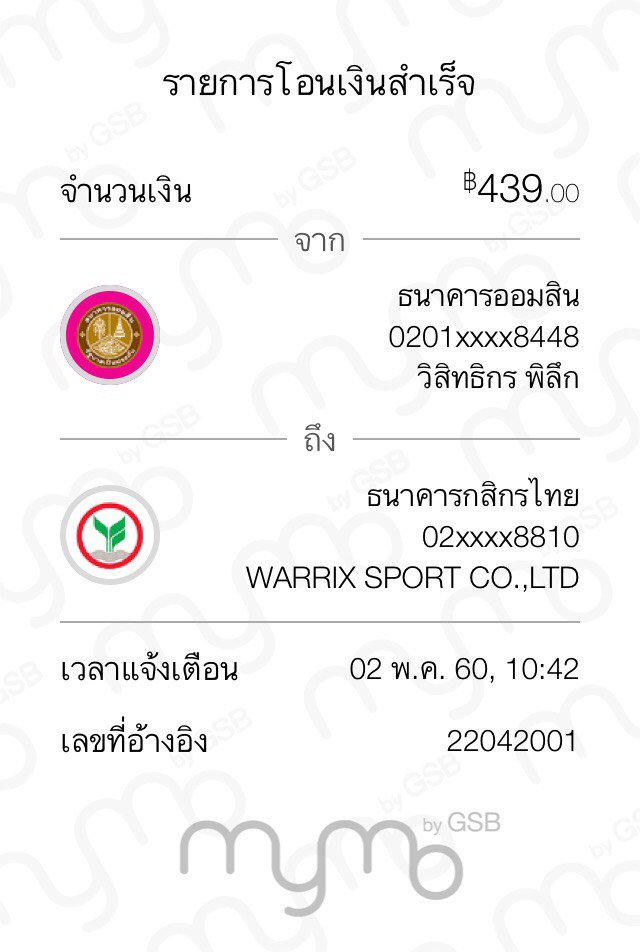 รายการโอนเงินสำเร็จ
จำนวนเงิน ฿439.00
จาก
ธนาคารออมสิน
0201xxxx8448
วิสิทธิกร พิลึก
ถึง
ธนาคารกสิกรไทย
02xxxx8810
WARRIX SPORT CO.,LTD
เวลาแจ้งเตือน 02 พ.ค. 60, 10:42
เลขที่อ้างอิง 22042001
mymo by GSB